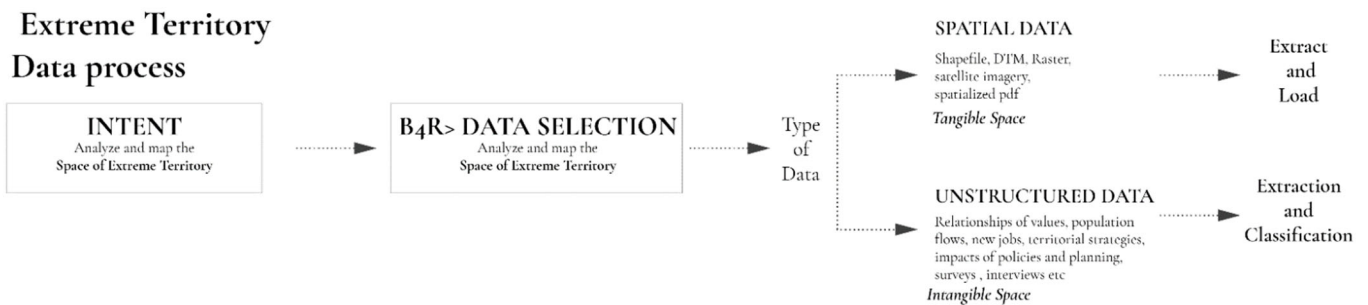 Extreme Territory
Data process
INTENT
Analyze and map the
Space of Extreme Territory
B4R> DATA SELECTION
Analyze and map the
Space of Extreme Territory
Type
of
Data
SPATIAL DATA
Shapefile, DTM, Raster,
satellite imagery,
spatialized pdf
Tangible Space
Extract
and
Load
UNSTRUCTURED DATA
Relationships of values, population
flows, new jobs, territorial strategies,
impacts of policies and planning,
surveys , interviews etc
Intangible Space
Extraction
and
Classification